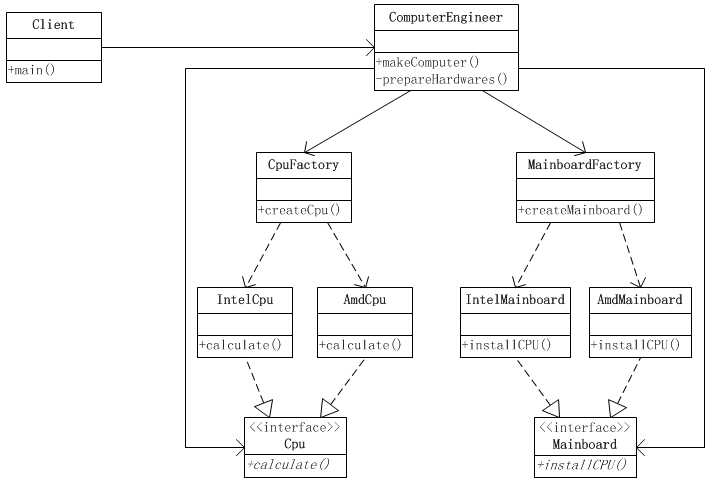 Client
+main()
ComputerEngineer
+makeComputer()
-prepareHardwares()
CpuFactory
+createCpu()
MainboardFactory
+createMainboard()
IntelCpu
+calculate()
AmdCpu
+calculate()
IntelMainboard
+installCPU()
AmdMainboard
+installCPU()
<<interface>>
Cpu
+calculate()
<<interface>>
Mainboard
+installCPU()